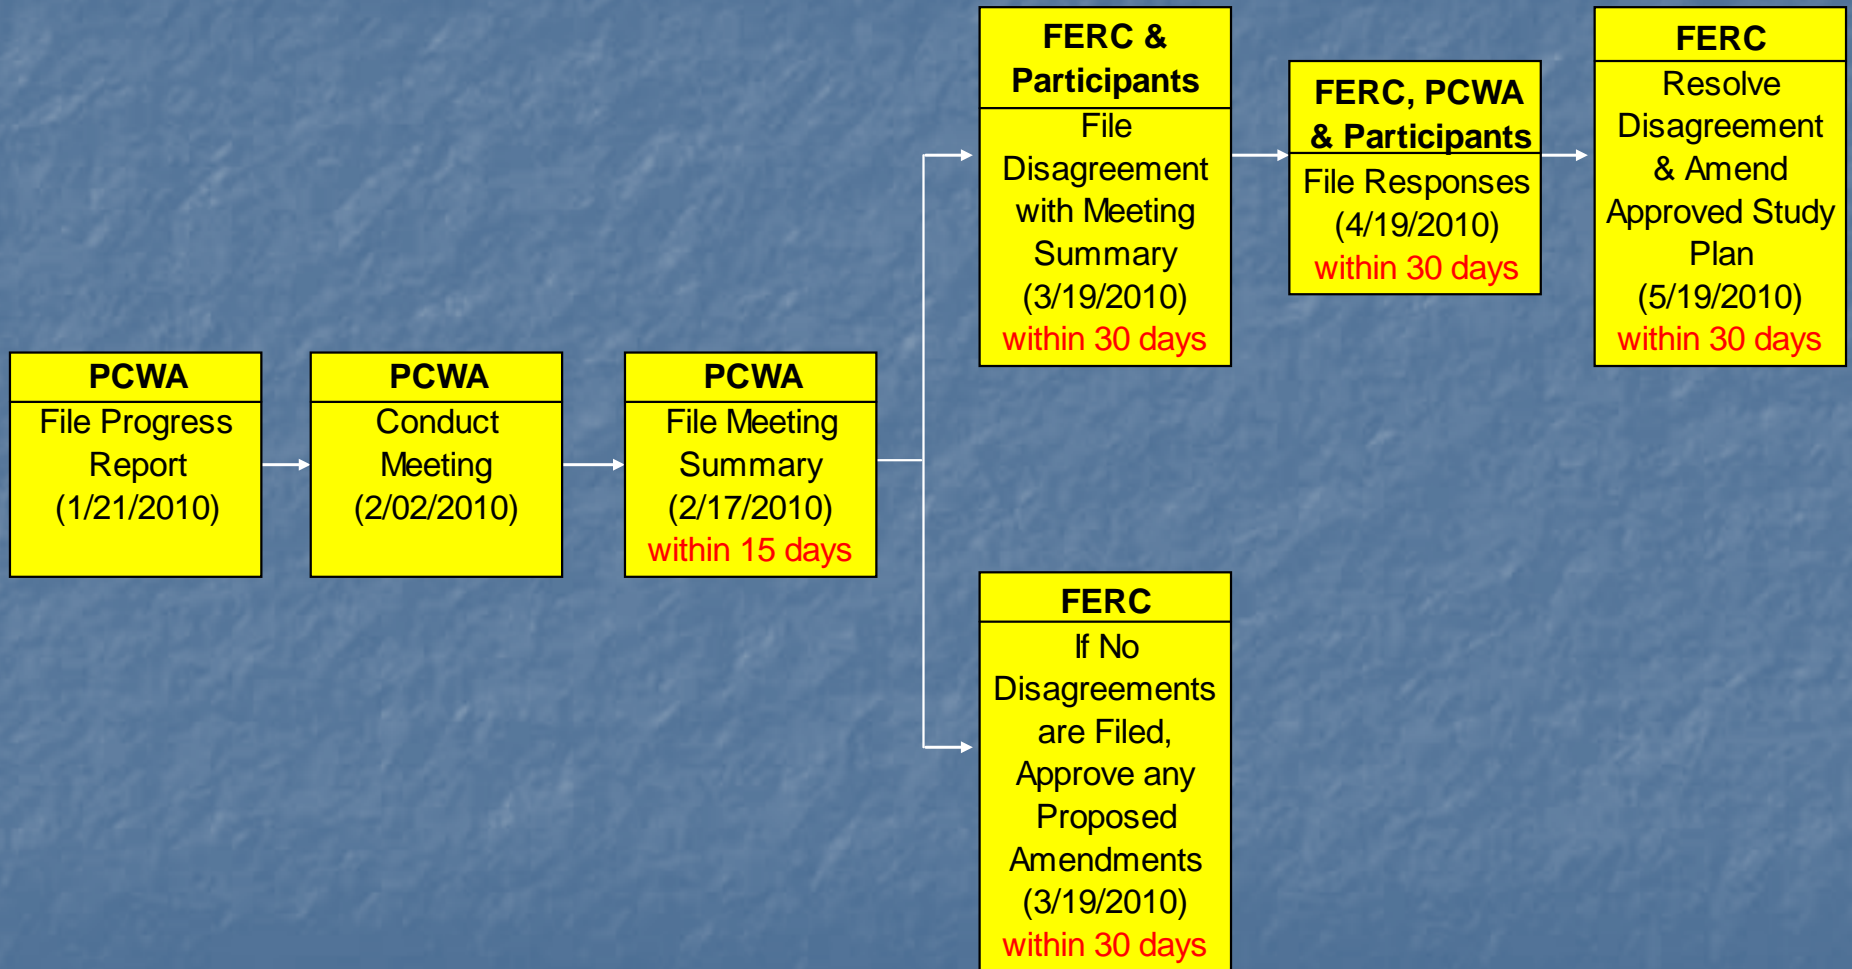 PCWA
File Progress
Report
(1/21/2010)
PCWA
Conduct
Meeting
(2/02/2010)
PCWA
File Meeting
Summary
(2/17/2010)
within 15 days
FERC &
Participants
File
Disagreement
with Meeting
Summary
(3/19/2010)
within 30 days
FERC, PCWA
& Participants
File Responses
(4/19/2010)
within 30 days
FERC
Resolve
Disagreement
& Amend
Approved Study
Plan
(5/19/2010)
within 30 days
FERC
If No
Disagreements
are Filed,
Approve any
Proposed
Amendments
(3/19/2010)
within 30 days